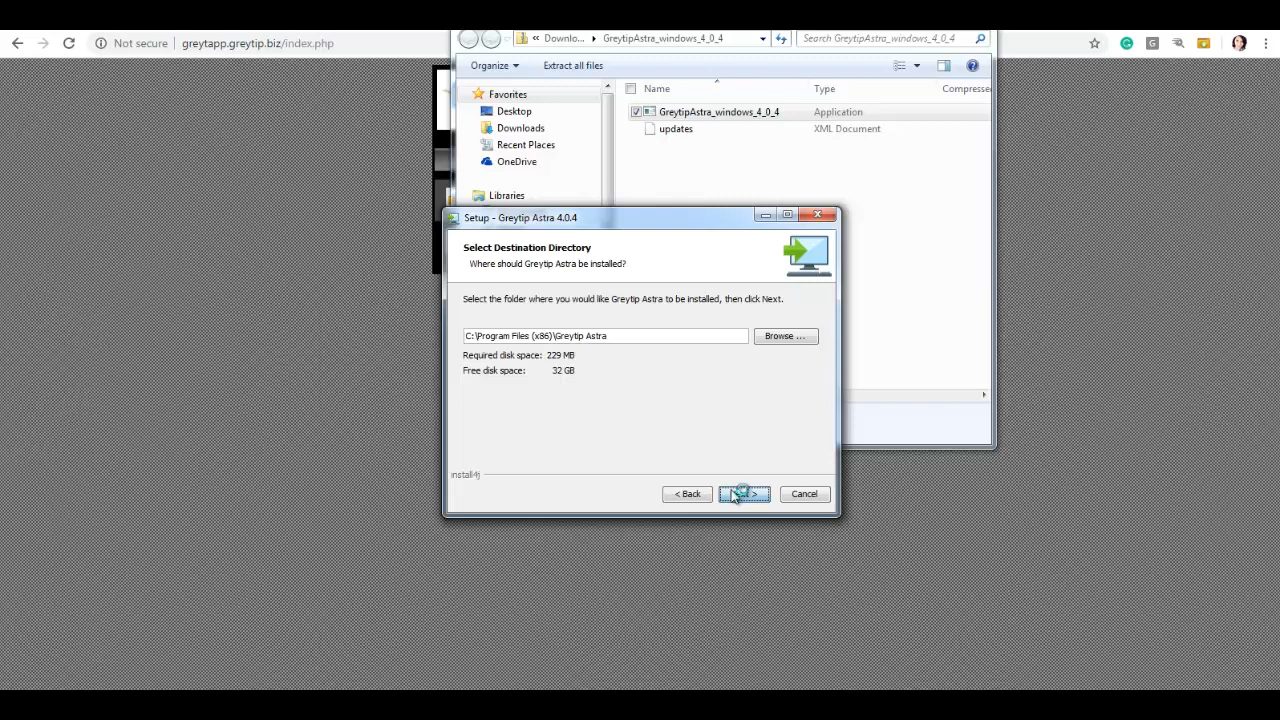 Not secure greytapp.greytip.biz/index.php
« Downlo... GreytipAstra_windows_4_0_4 Search GreytipAstra_windows_4_0_4
Organize Extract all files
Name Type Compresse
Favorites
Desktop
Downloads
Recent Places
OneDrive
Libraries
GreytipAstra_windows_4_0_4 Application
updates XML Document
Setup - Greytip Astra 4.0.4
Select Destination Directory
Where should Greytip Astra be installed?
Select the folder where you would like Greytip Astra to be installed, then click Next.
C:\Program Files (x86)\Greytip Astra Browse ...
Required disk space: 229 MB
Free disk space: 32 GB
install4j
< Back > Cancel